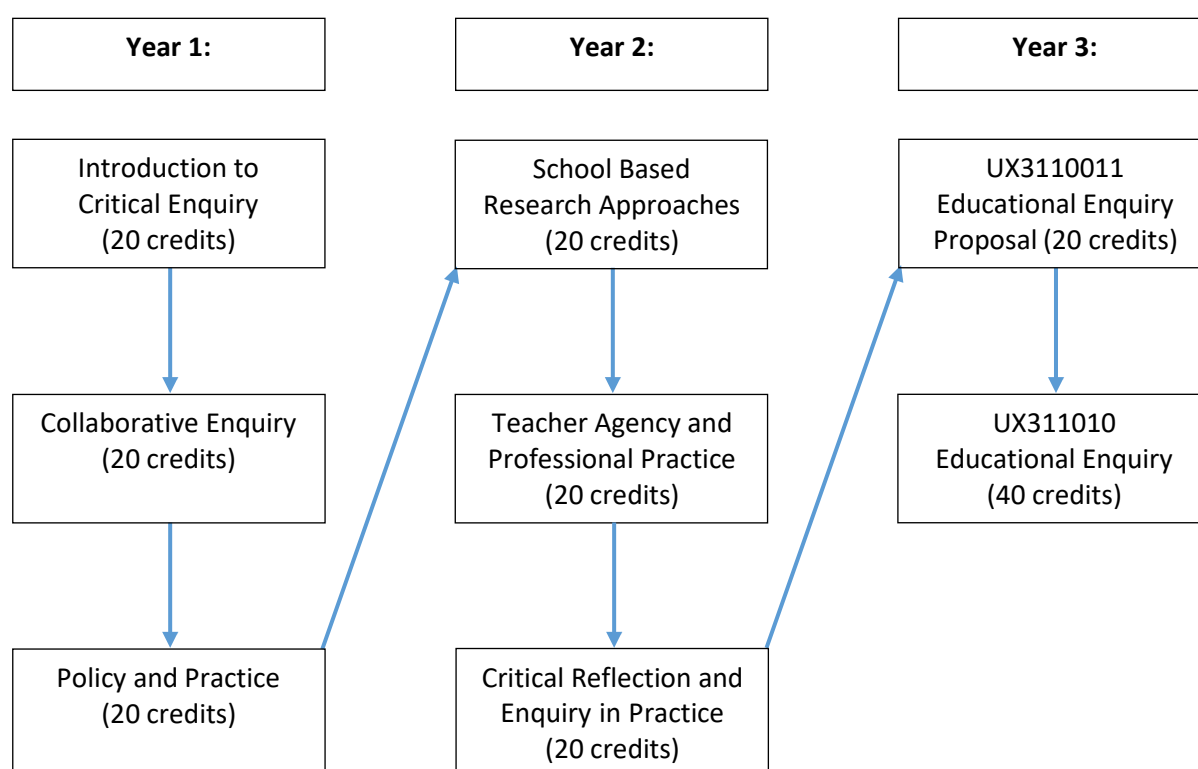 Year 1:
Introduction to
Critical Enquiry
(20 credits)
Collaborative Enquiry
(20 credits)
Policy and Practice
(20 credits)
Year 2:
School Based
Research Approaches
(20 credits)
Teacher Agency and
Professional Practice
(20 credits)
Critical Reflection and
Enquiry in Practice
(20 credits)
Year 3:
UX3110011
Educational Enquiry
Proposal (20 credits)
UX311010
Educational Enquiry
(40 credits)